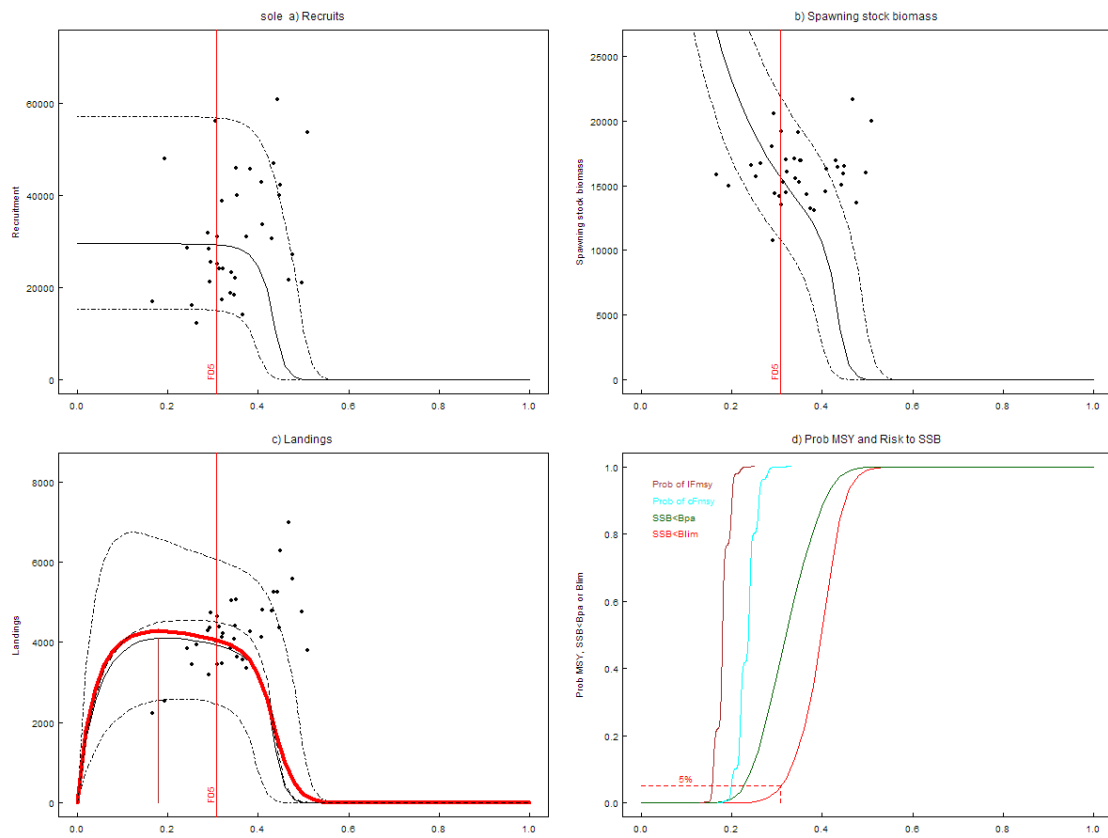 sole a) Recruits
Recruitment
60000
40000
20000
0
F05
0.0 0.2 0.4 0.6 0.8 1.0
b) Spawning stock biomass
Spawning stock biomass
25000
20000
15000
10000
5000
0
F05
0.0 0.2 0.4 0.6 0.8 1.0
c) Landings
Landings
8000
6000
4000
2000
0
F05
0.0 0.2 0.4 0.6 0.8 1.0
d) Prob MSY and Risk to SSB
Prob MSY, SSB<Bpa or Blim
1.0
0.8
0.6
0.4
0.2
0.0
Prob of lFmsy
Prob of cFmsy
SSB<Bpa
SSB<Blim
5%
0.0 0.2 0.4 0.6 0.8 1.0